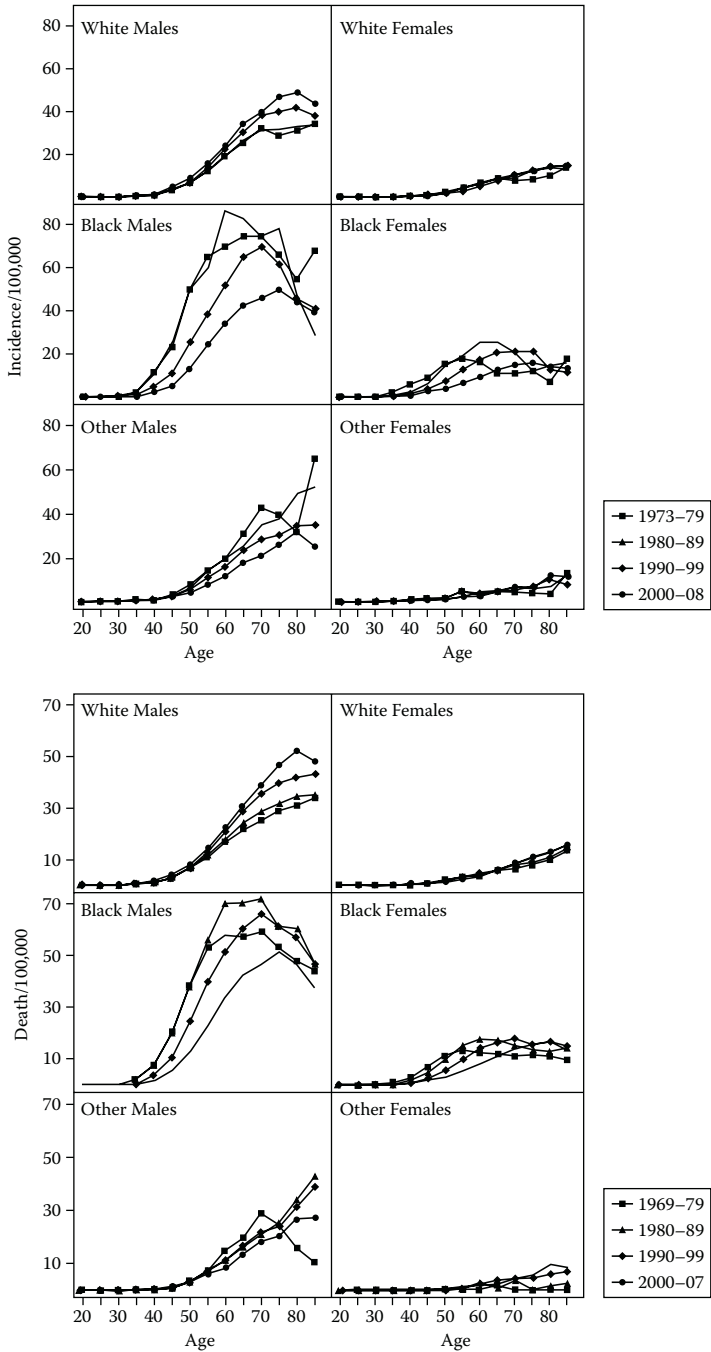 White Males
White Females
80
60
40
20
Black Males
Black Females
80
60
40
20
Incidence/100,000
Other Males
Other Females
80
60
40
20
20 30 40 50 60 70 80
20 30 40 50 60 70 80
Age
Age
1973–79
1980–89
1990–99
2000–08
White Males
White Females
70
50
30
10
Black Males
Black Females
70
50
30
10
Death/100,000
Other Males
Other Females
70
50
30
10
20 30 40 50 60 70 80
20 30 40 50 60 70 80
Age
Age
1969–79
1980–89
1990–99
2000–07